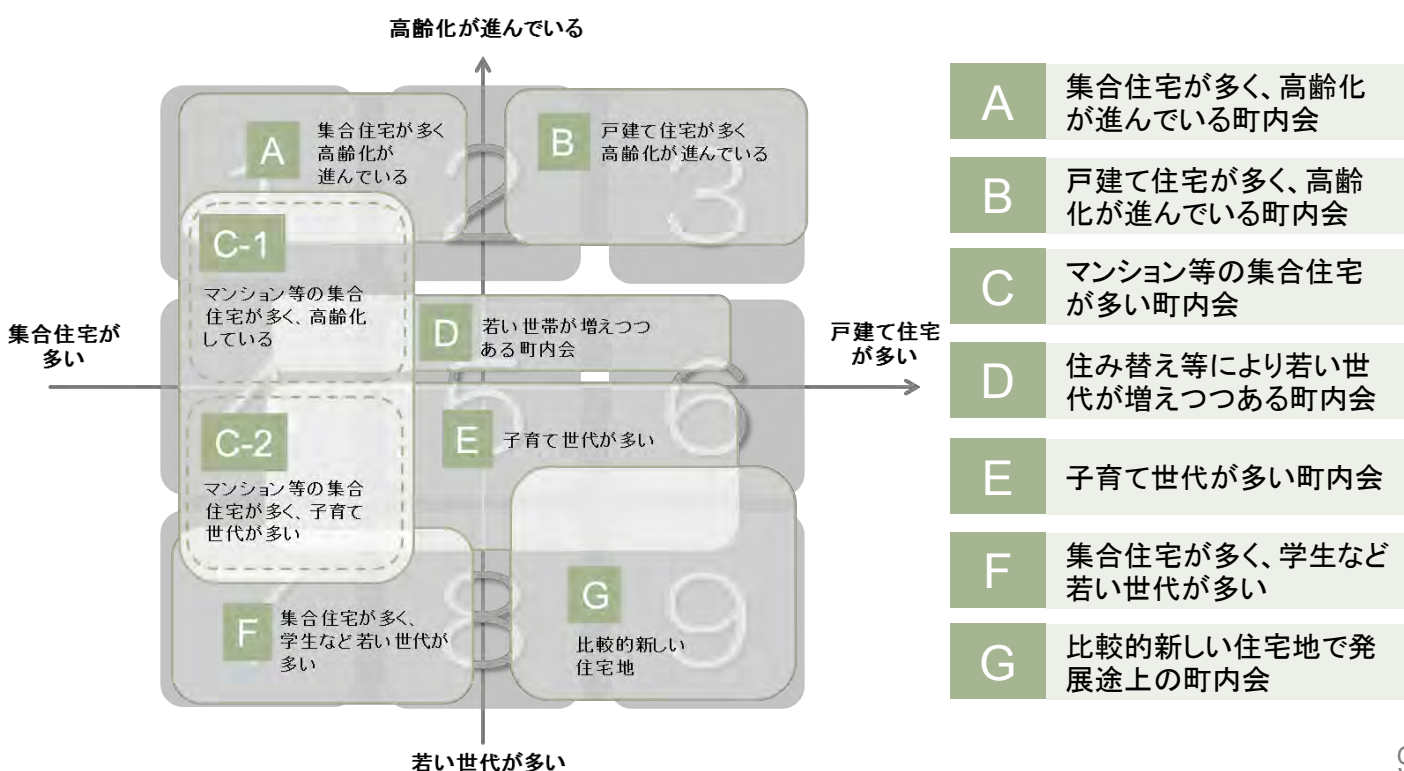 高齢化が進んでいる
A
集合住宅が多く
高齢化が
進んでいる
B
戸建て住宅が多く
高齢化が進んでいる
1
2
3
C-1
マンション等の集合
住宅が多く、高齢化
している
D
若い世帯が増えつつ
ある町内会
集合住宅が
多い
戸建て住宅
が多い
4
5
6
C-2
マンション等の集合
住宅が多く、子育て
世代が多い
E
子育て世代が多い
F
集合住宅が多く、
学生など若い世代が
多い
7
8
9
G
比較的新しい
住宅地
若い世代が多い
A
集合住宅が多く、高齢化
が進んでいる町内会
B
戸建て住宅が多く、高齢
化が進んでいる町内会
C
マンション等の集合住宅
が多い町内会
D
住み替え等により若い世
代が増えつつある町内会
E
子育て世代が多い町内会
F
集合住宅が多く、学生など
若い世代が多い
G
比較的新しい住宅地で発
展途上の町内会